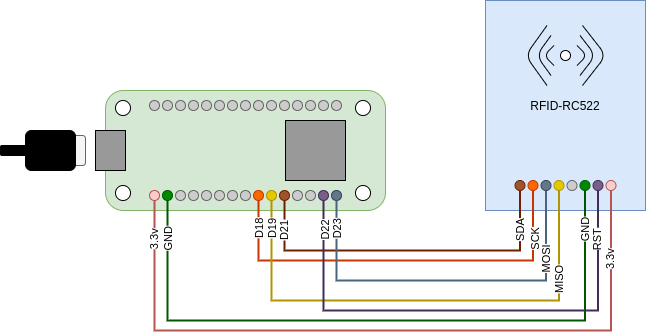 RFID-RC522
3.3v
GND
D18
D19
D21
D22
D23
SDA
SCK
MOSI
MISO
GND
RST
3.3v